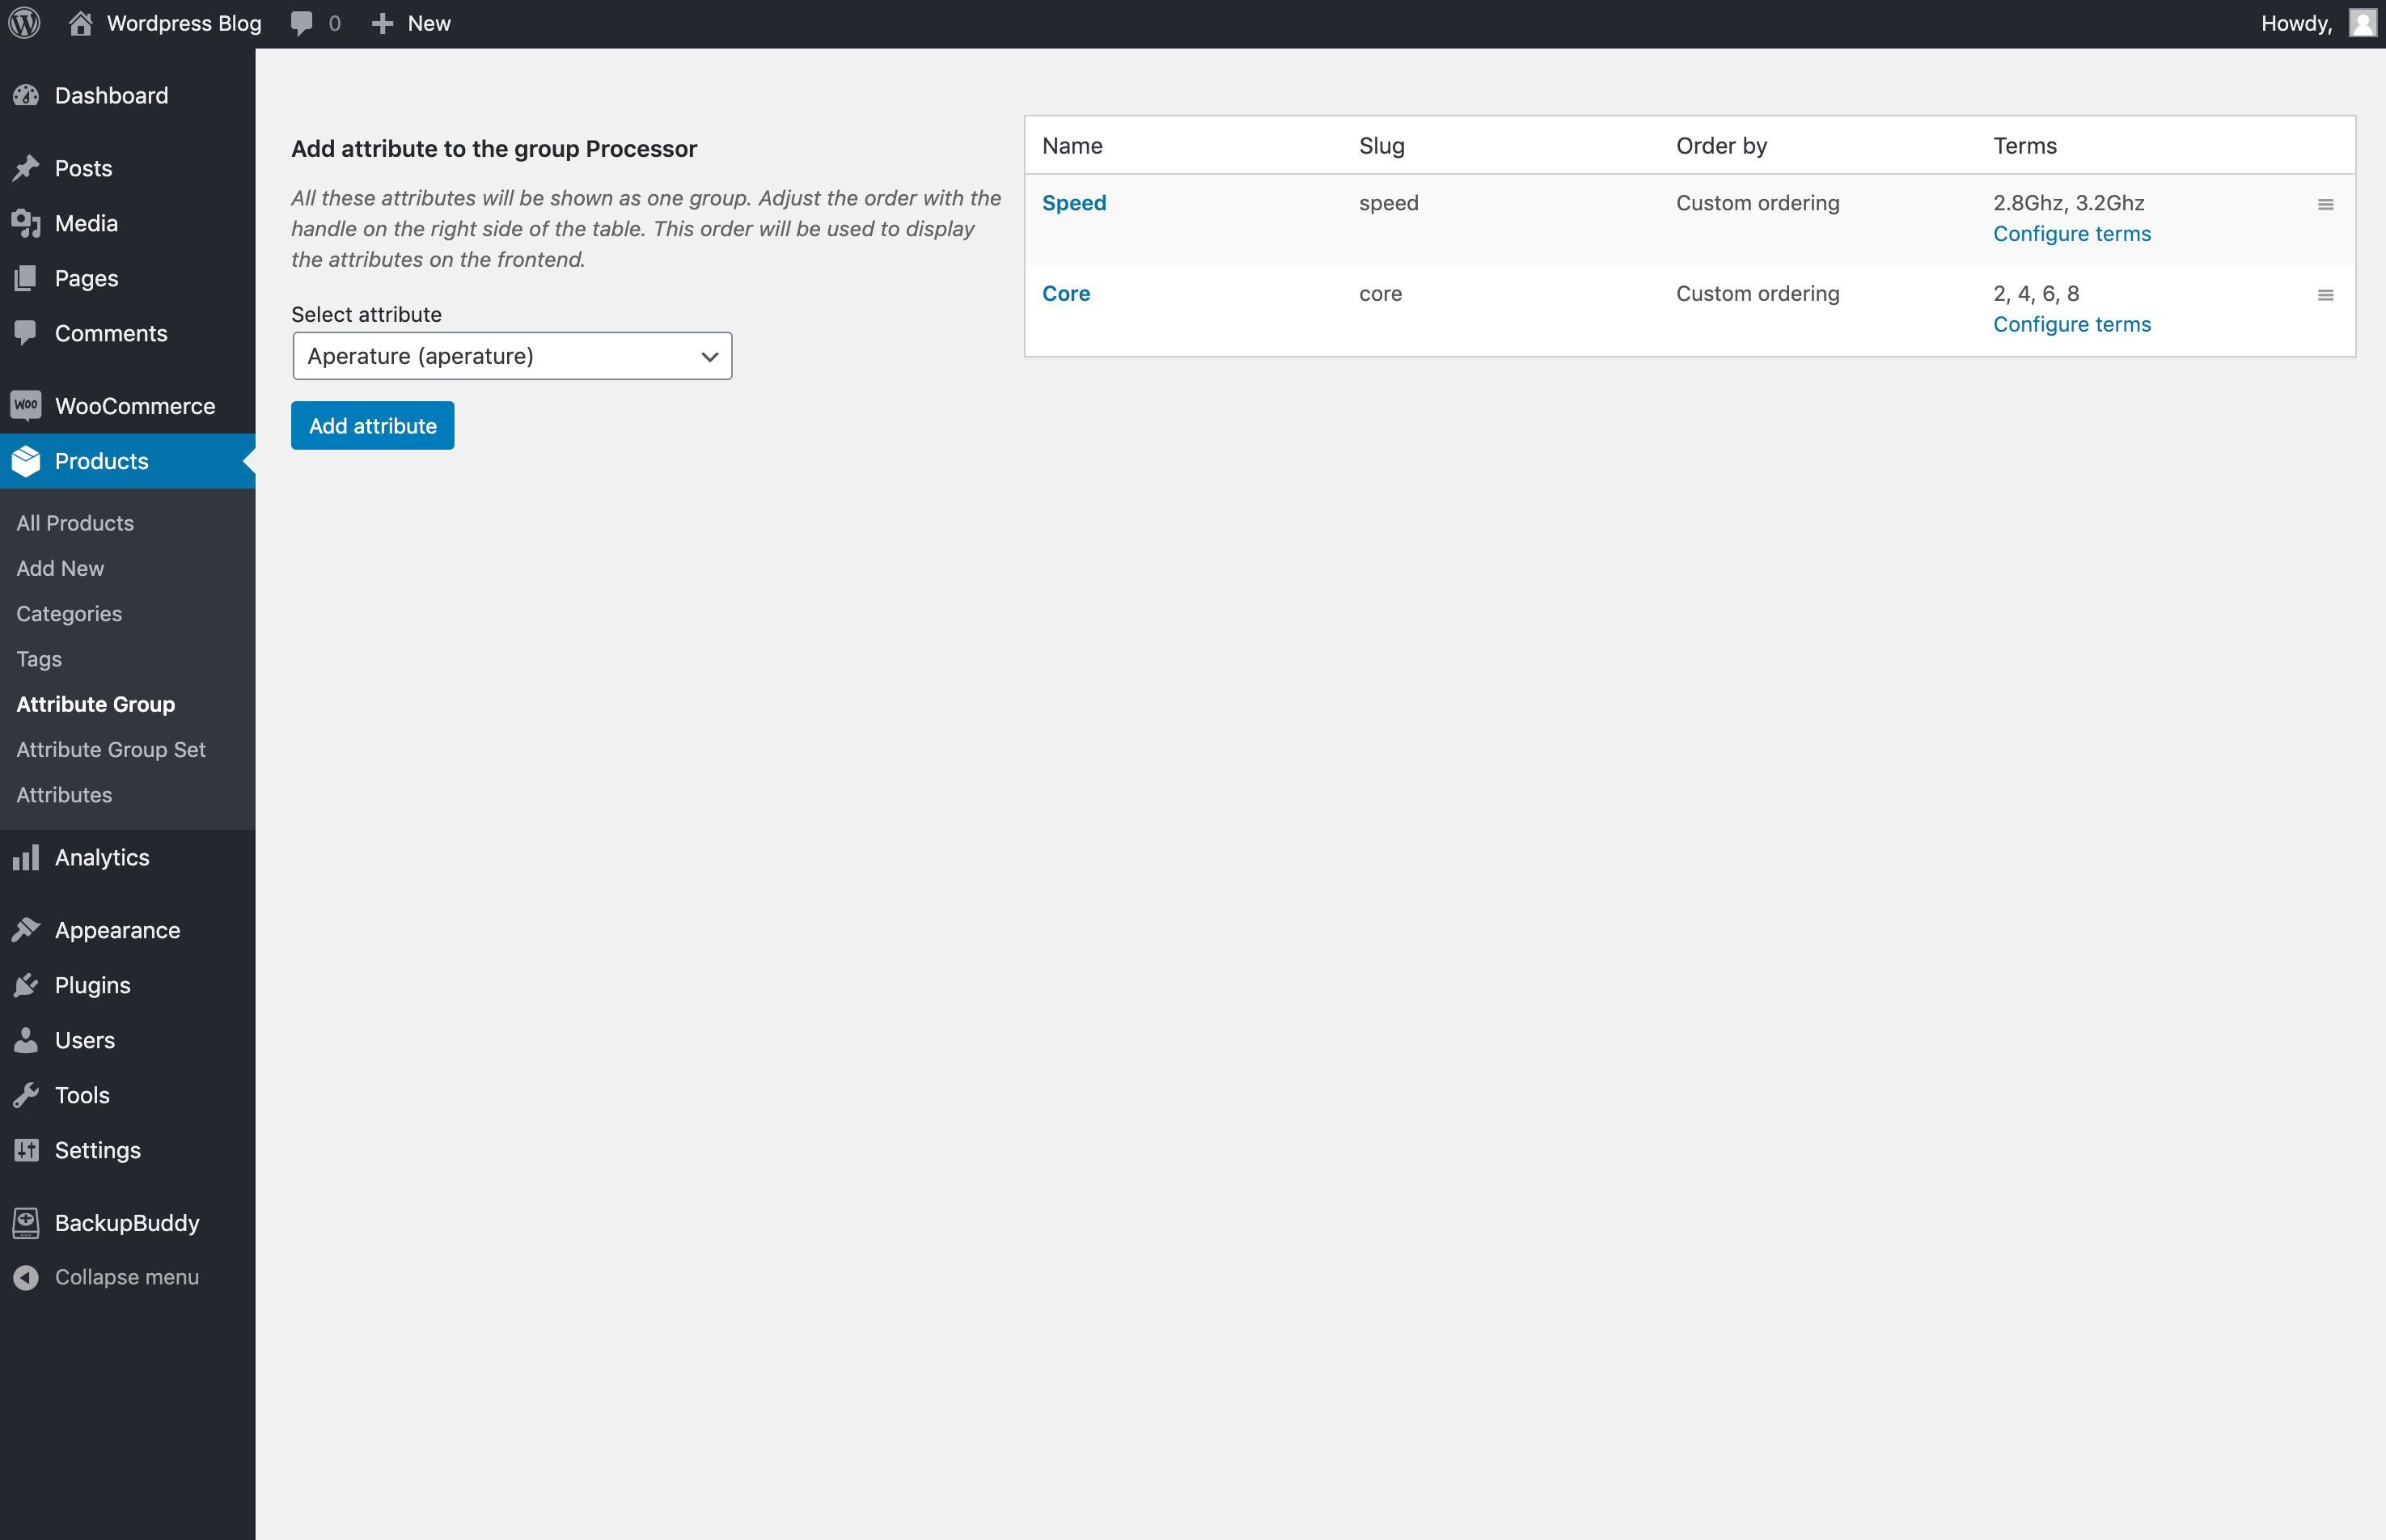 Wordpress Blog 0 New Howdy,
Dashboard
Posts
Media
Pages
Comments
Woo WooCommerce
Products
All Products
Add New
Categories
Tags
Attribute Group
Attribute Group Set
Attributes
Analytics
Appearance
Plugins
Users
Tools
Settings
BackupBuddy
Collapse menu
Add attribute to the group Processor
All these attributes will be shown as one group. Adjust the order with the
handle on the right side of the table. This order will be used to display
the attributes on the frontend.
Select attribute
Aperature (aperature)
Add attribute
Name Slug Order by Terms
Speed speed Custom ordering 2.8Ghz, 3.2Ghz
Configure terms
Core core Custom ordering 2, 4, 6, 8
Configure terms